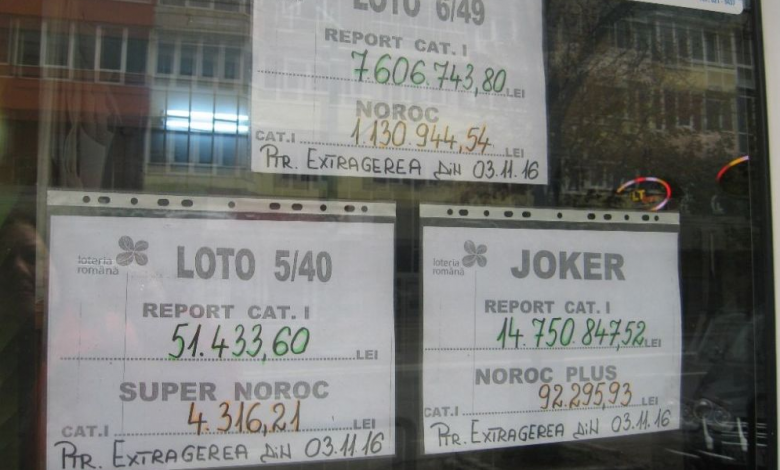 LOTO 6/49
REPORT CAT. I
7.606.743,80 LEI
NOROC
CAT.I 1.130.944,54 LEI
Ptr. EXTRAGEREA DiN 03.11.16
loteria
română
LOTO 5/40
REPORT CAT. I
51.433,60 LEI
SUPER NOROC
CAT.I 4.316,21 LEI
Ptr. EXTRAGEREA DiN 03.11.16
loteria
română
JOKER
REPORT CAT. I
14.750.847,52 LEI
NOROC PLUS
CAT.I 92.295,93 LEI
Ptr. EXTRAGEREA DiN 03.11.16